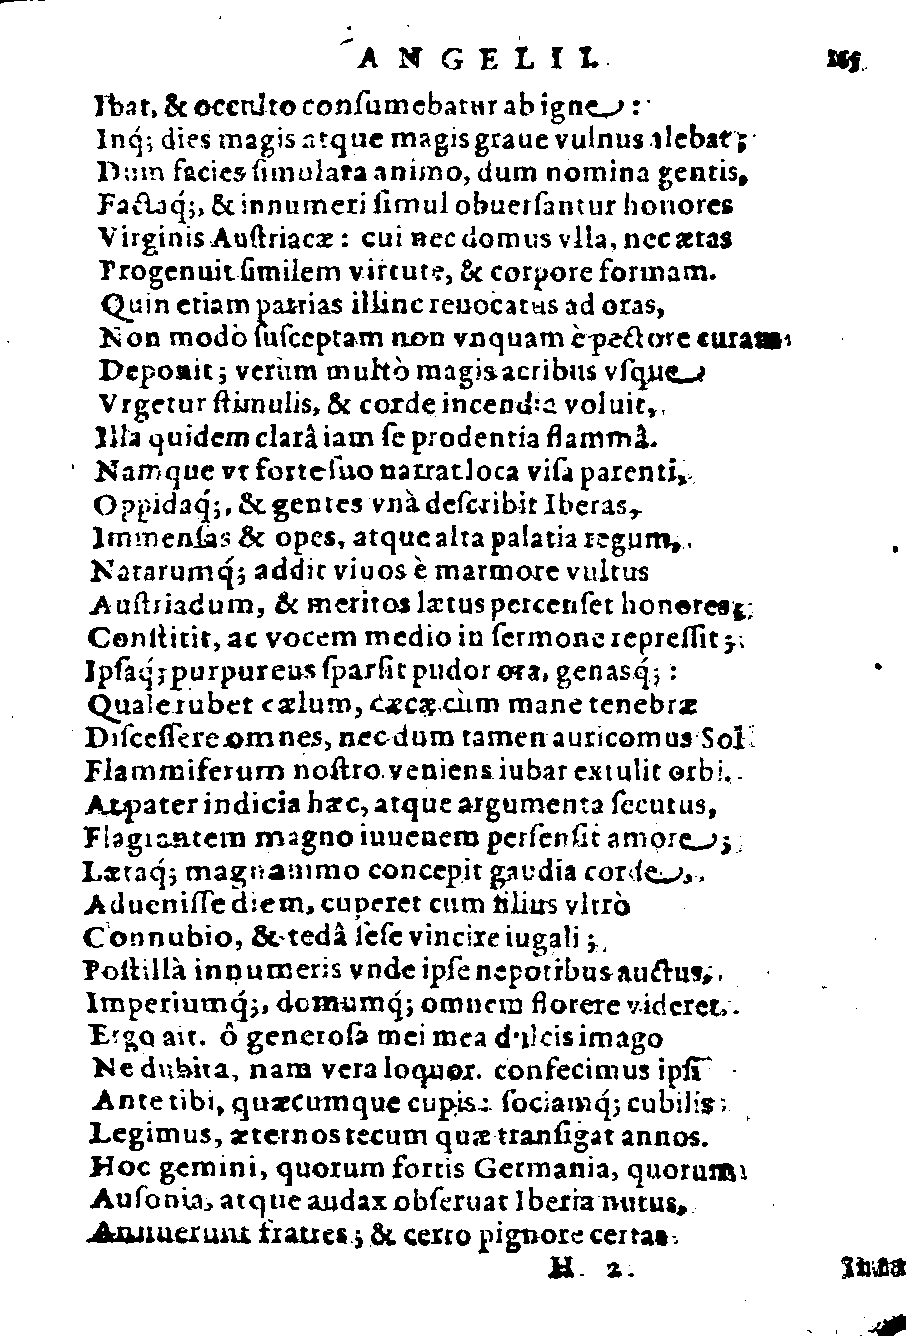 ANGELII.
Ibat, & occulto conſumebatur ab igne :
Inq́; dies magis atque magis graue vulnus alebat;
Dum facies ſimulata animo, dum nomina gentis,
Factaq́;, & innumeri ſimul obuerſantur honores
Virginis Auſtriacæ : cui nec domus vlla, nec ætas
Progenuit ſimilem virtute, & corpore formam.
Quin etiam patrias illinc reuocatus ad oras,
Non modò ſuſceptam non vnquam è pectore curam
Deponit; verùm multò magis acribus vſque
Vrgetur ſtimulis, & corde incendia voluit,
Illa quidem clarâ iam ſe prodentia flammâ.
Namque vt forte ſuo narrat loca viſa parenti,
Oppidaq́;, & gentes vnà deſcribit Iberas,
Immenſas & opes, atque alta palatia regum,
Natarumq́; addit viuos è marmore vultus
Auſtriadum, & meritos lætus percenſet honores;
Conſtitit, ac vocem medio in ſermone repreſſit;
Ipſaq́; purpureus ſparſit pudor ora, genasq́; :
Quale rubet cælum, cæcæ cùm mane tenebræ
Diſceſſere omnes, nec dum tamen auricomus Sol
Flammiferum noſtro veniens iubar extulit orbi.
At pater indicia hæc, atque argumenta ſecutus,
Flagrantem magno iuuenem perſenſit amore;
Lætaq́; magnanimo concepit gaudia corde,
Adueniſſe diem, cuperet cum filius vltrò
Connubio, & tedâ ſeſe vincire iugali;
Poſt illà innumeris vnde ipſe nepotibus auctus,
Imperiumq́;, domumq́; omnem florere videret.
Ergo ait. ô generoſa mei mea dulcis imago
Ne dubita, nam vera loquor. confecimus ipſi
Ante tibi, quæcumque cupis: ſociamq́; cubilis
Legimus, æternos tecum quæ tranſigat annos.
Hoc gemini, quorum fortis Germania, quorum
Auſonia, atque audax obſeruat Iberia nutus,
Annuerunt fratres; & certo pignore certas
H 2.